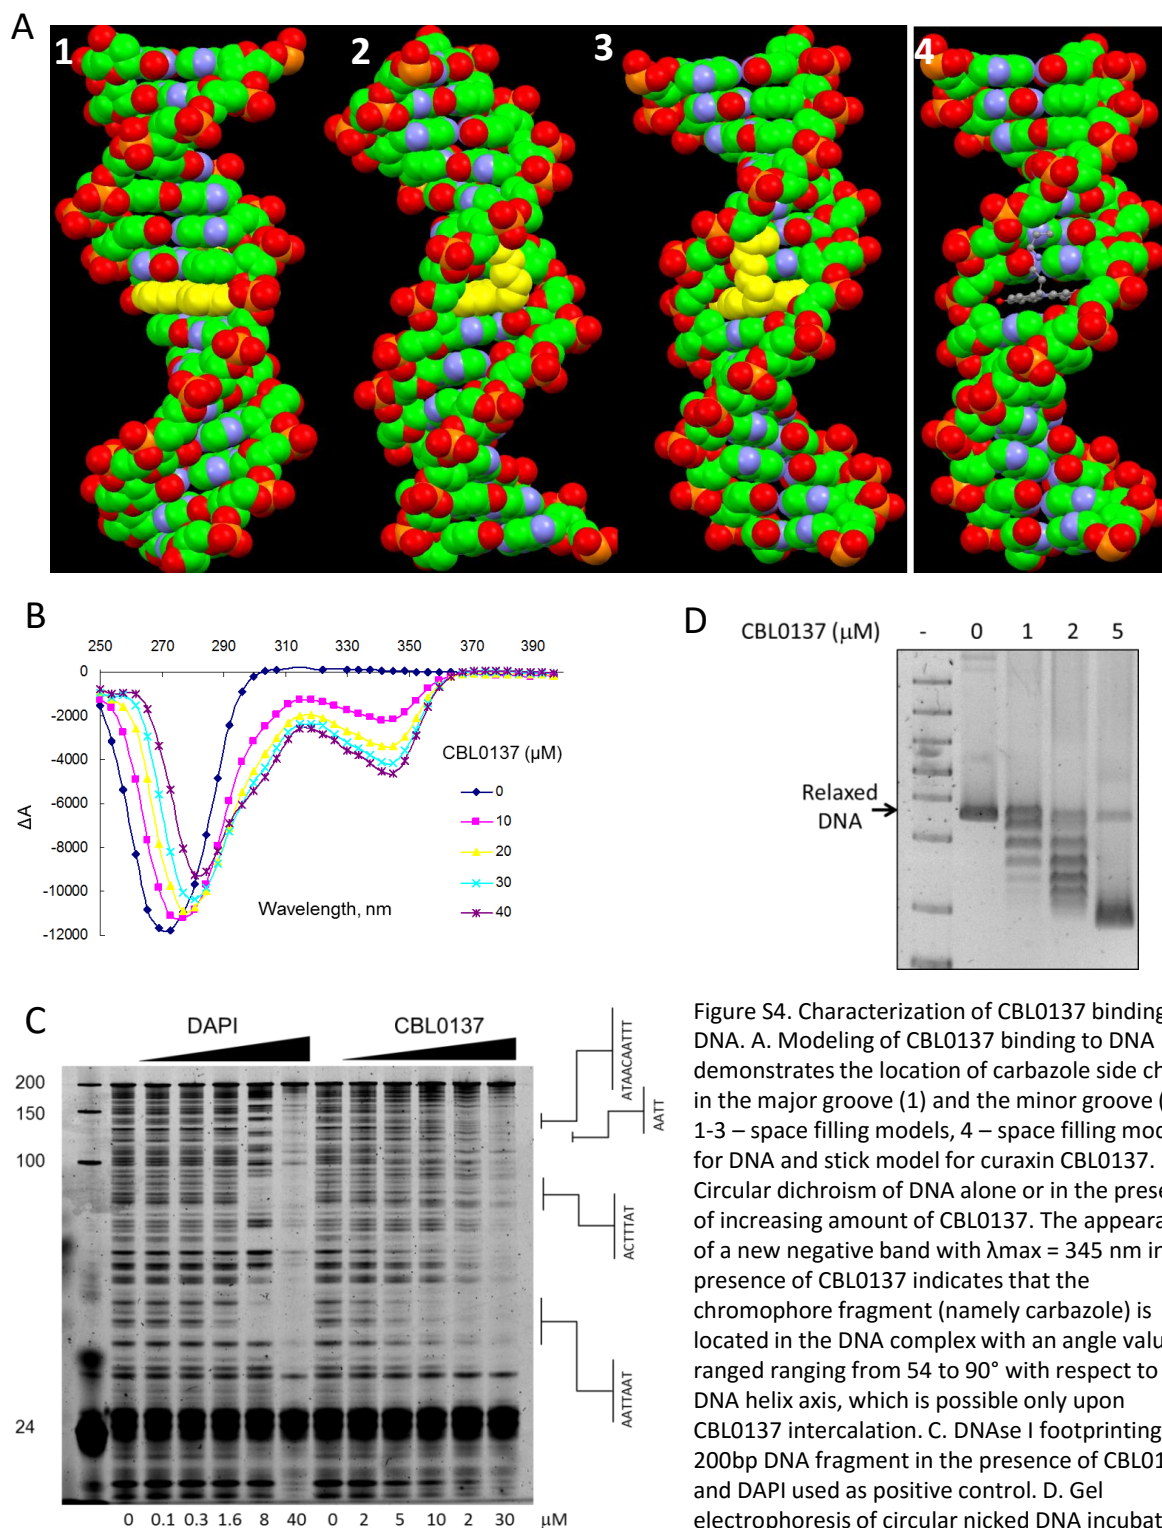 A
1 2 3 4
B
250 270 290 310 330 350 370 390
0
-2000
-4000
-6000
-8000
-10000
-12000
ΔA
Wavelength, nm
CBL0137 (µM)
0
10
20
30
40
D
CBL0137 (µM) - 0 1 2 5
Relaxed
DNA
C
DAPI CBL0137
200
150
100
24
0 0.1 0.3 1.6 8 40 0 2 5 10 2 30 µM
ATAACAATTT
AATT
ACTTTAT
AATTAAT
Figure S4. Characterization of CBL0137 binding
DNA. A. Modeling of CBL0137 binding to DNA
demonstrates the location of carbazole side ch
in the major groove (1) and the minor groove (
1-3 – space filling models, 4 – space filling mod
for DNA and stick model for curaxin CBL0137.
Circular dichroism of DNA alone or in the prese
of increasing amount of CBL0137. The appeara
of a new negative band with λmax = 345 nm in
presence of CBL0137 indicates that the
chromophore fragment (namely carbazole) is
located in the DNA complex with an angle valu
ranged ranging from 54 to 90° with respect to
DNA helix axis, which is possible only upon
CBL0137 intercalation. C. DNAse I footprinting
200bp DNA fragment in the presence of CBL01
and DAPI used as positive control. D. Gel
electrophoresis of circular nicked DNA incubat